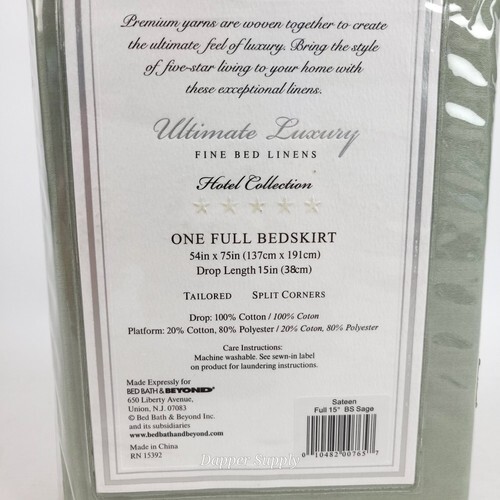 Premium yarns are woven together to create
the ultimate feel of luxury. Bring the style
of five-star living to your home with
these exceptional linens.
Ultimate Luxury
FINE BED LINENS
Hotel Collection
ONE FULL BEDSKIRT
54in x 75in (137cm x 191cm)
Drop Length 15in (38cm)
TAILORED SPLIT CORNERS
Drop: 100% Cotton / 100% Coton
Platform: 20% Cotton, 80% Polyester / 20% Coton, 80% Polyester
Care Instructions:
Machine washable. See sewn-in label
on product for laundering instructions.
Made Expressly for
BED BATH & BEYOND®
650 Liberty Avenue,
Union, N.J. 07083
© Bed Bath & Beyond Inc.
and its subsidiaries
www.bedbathandbeyond.com
Made in China
RN 15392
Sateen
Full 15" BS Sage
0 10482 00765 7
Dapper Supply